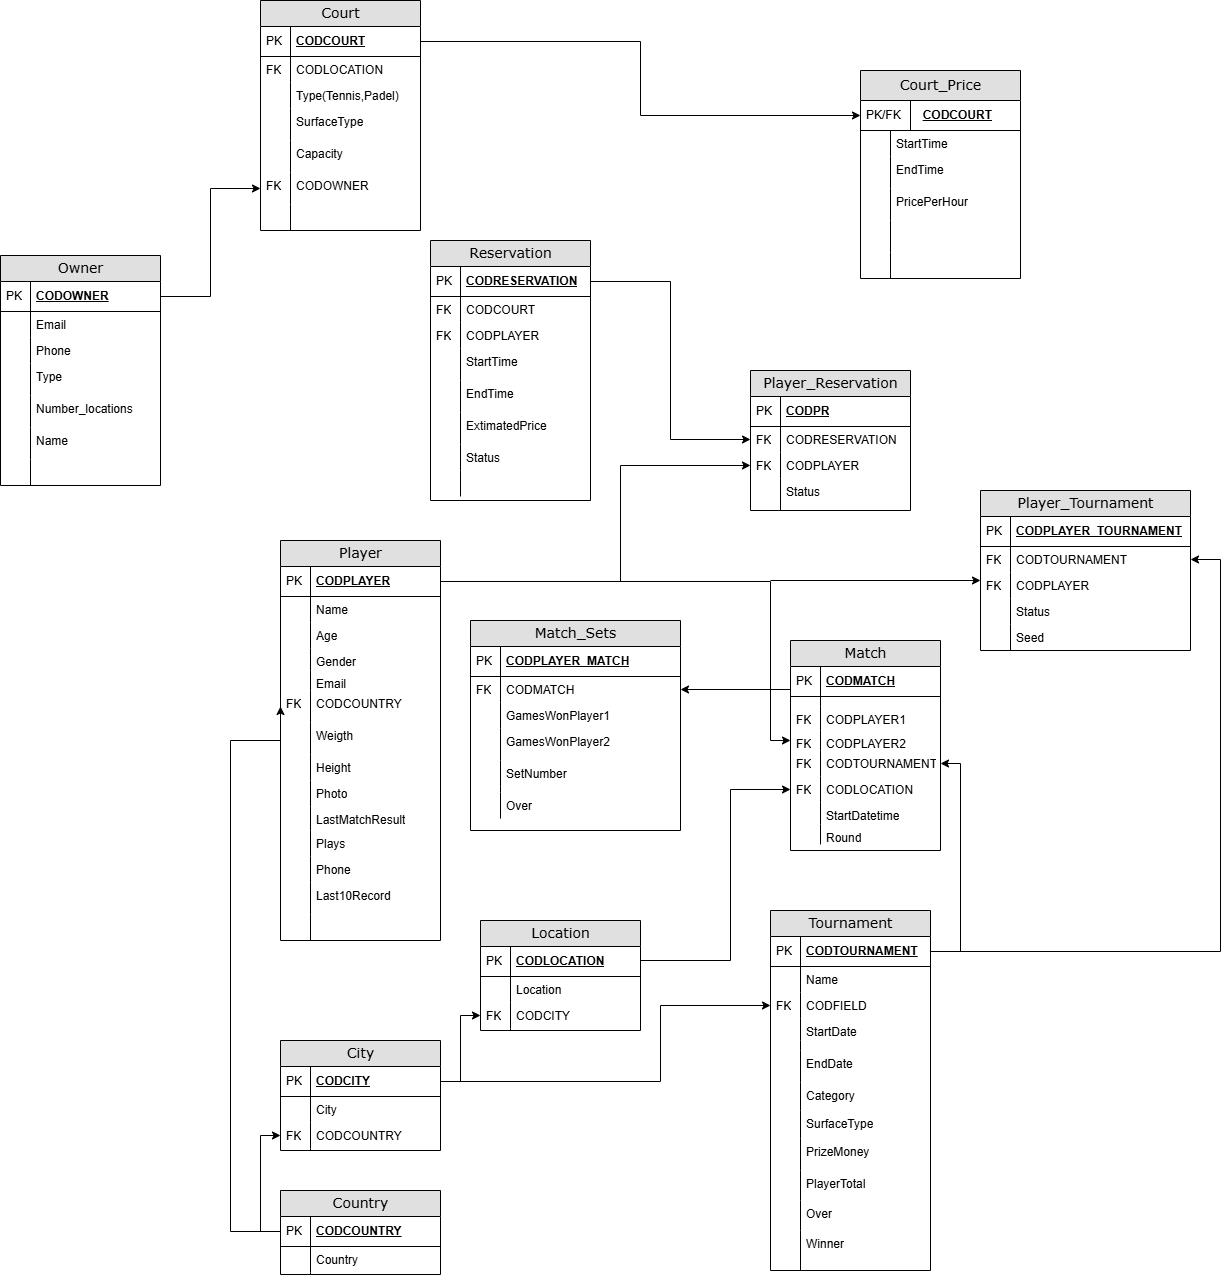 Court
PK CODCOURT
FK CODLOCATION
Type(Tennis,Padel)
SurfaceType
Capacity
FK CODOWNER
Court_Price
PK/FK CODCOURT
StartTime
EndTime
PricePerHour
Owner
PK CODOWNER
Email
Phone
Type
Number_locations
Name
Reservation
PK CODRESERVATION
FK CODCOURT
FK CODPLAYER
StartTime
EndTime
ExtimatedPrice
Status
Player_Reservation
PK CODPR
FK CODRESERVATION
FK CODPLAYER
Status
Player_Tournament
PK CODPLAYER_TOURNAMENT
FK CODTOURNAMENT
FK CODPLAYER
Status
Seed
Player
PK CODPLAYER
Name
Age
Gender
Email
FK CODCOUNTRY
Weigth
Height
Photo
LastMatchResult
Plays
Phone
Last10Record
Match_Sets
PK CODPLAYER_MATCH
FK CODMATCH
GamesWonPlayer1
GamesWonPlayer2
SetNumber
Over
Match
PK CODMATCH
FK CODPLAYER1
FK CODPLAYER2
FK CODTOURNAMENT
FK CODLOCATION
StartDatetime
Round
Location
PK CODLOCATION
Location
FK CODCITY
Tournament
PK CODTOURNAMENT
Name
FK CODFIELD
StartDate
EndDate
Category
SurfaceType
PrizeMoney
PlayerTotal
Over
Winner
City
PK CODCITY
City
FK CODCOUNTRY
Country
PK CODCOUNTRY
Country